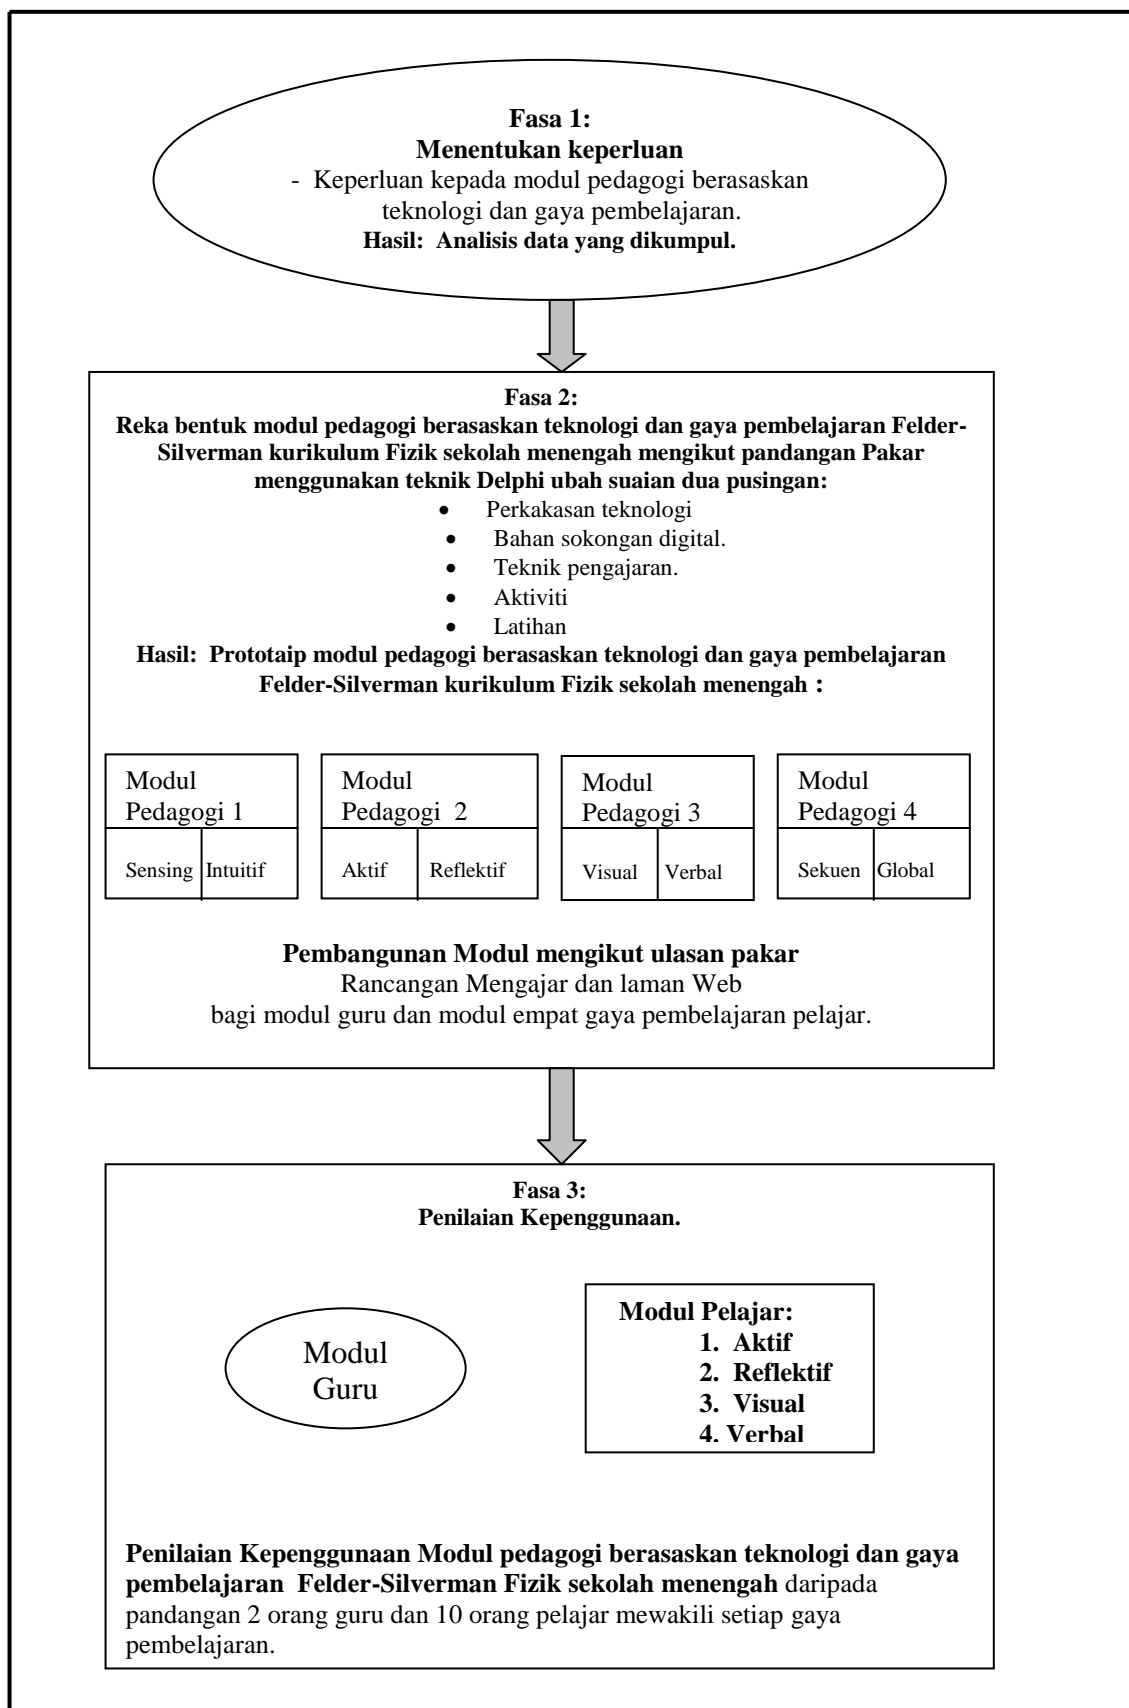 Fasa 1:
Menentukan keperluan
- Keperluan kepada modul pedagogi berasaskan
teknologi dan gaya pembelajaran.
Hasil: Analisis data yang dikumpul.
Fasa 2:
Reka bentuk modul pedagogi berasaskan teknologi dan gaya pembelajaran Felder-
Silverman kurikulum Fizik sekolah menengah mengikut pandangan Pakar
menggunakan teknik Delphi ubah suaian dua pusingan:
• Perkakasan teknologi
• Bahan sokongan digital.
• Teknik pengajaran.
• Aktiviti
• Latihan
Hasil: Prototaip modul pedagogi berasaskan teknologi dan gaya pembelajaran
Felder-Silverman kurikulum Fizik sekolah menengah :
Modul
Pedagogi 1
Sensing Intuitif
Modul
Pedagogi 2
Aktif Reflektif
Modul
Pedagogi 3
Visual Verbal
Modul
Pedagogi 4
Sekuen Global
Pembangunan Modul mengikut ulasan pakar
Rancangan Mengajar dan laman Web
bagi modul guru dan modul empat gaya pembelajaran pelajar.
Fasa 3:
Penilaian Kepenggunaan.
Modul
Guru
Modul Pelajar:
1. Aktif
2. Reflektif
3. Visual
4. Verbal
Penilaian Kepenggunaan Modul pedagogi berasaskan teknologi dan gaya
pembelajaran Felder-Silverman Fizik sekolah menengah daripada
pandangan 2 orang guru dan 10 orang pelajar mewakili setiap gaya
pembelajaran.